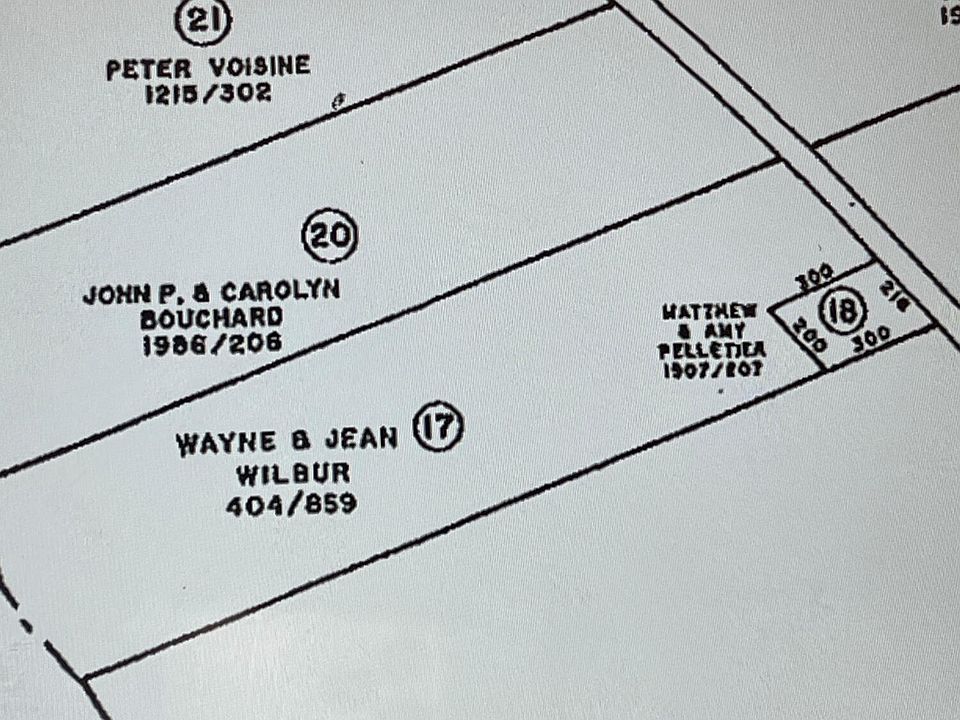 21
PETER VOISINE
1215/302
20
JOHN P. & CAROLYN
BOUCHARD
1986/206
300
216
18
MATTHEW
& AMY
PELLETIER
1907/207
200
300
17
WAYNE & JEAN
WILBUR
404/859